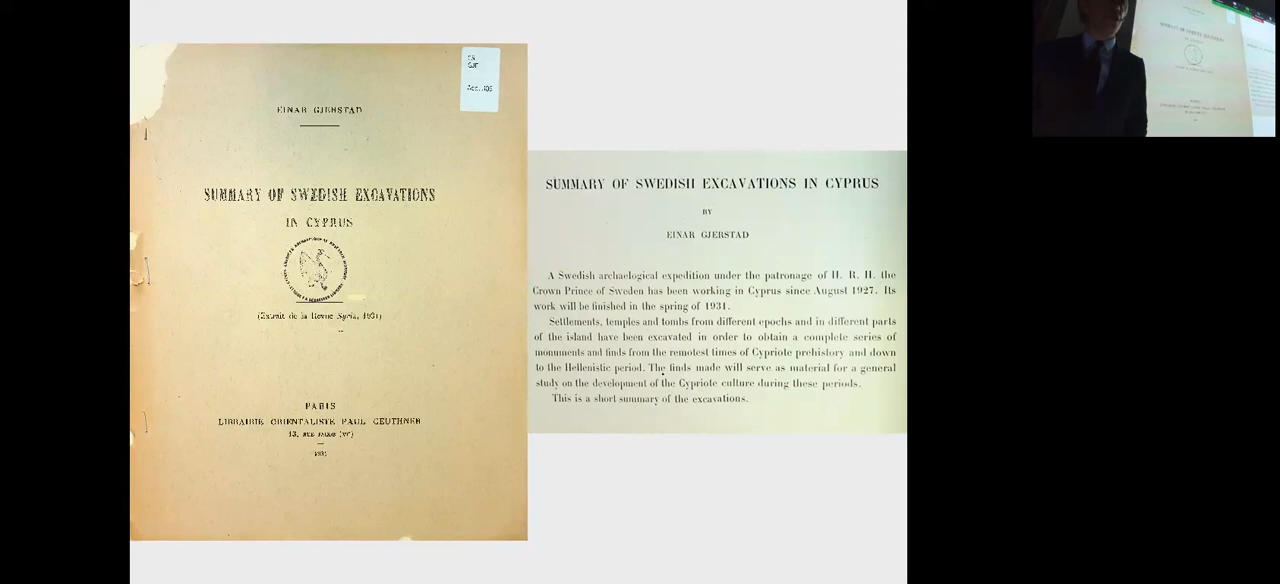 EINAR GJERSTAD
SUMMARY OF SWEDISH EXCAVATIONS
IN CYPRUS
(Extrait de la Revue Syria, 1931)
PARIS
LIBRAIRIE ORIENTALISTE PAUL GEUTHNER
13, RUE JACOB (VIe)
1931
SUMMARY OF SWEDISH EXCAVATIONS IN CYPRUS
BY
EINAR GJERSTAD
A Swedish archaelogical expedition under the patronage of H. R. H. the
Crown Prince of Sweden has been working in Cyprus since August 1927. Its
work will be finished in the spring of 1931.
Settlements, temples and tombs from different epochs and in different parts
of the island have been excavated in order to obtain a complete series of
monuments and finds from the remotest times of Cypriote prehistory and down
to the Hellenistic period. The finds made will serve as material for a general
study on the development of the Cypriote culture during these periods.
This is a short summary of the excavations.